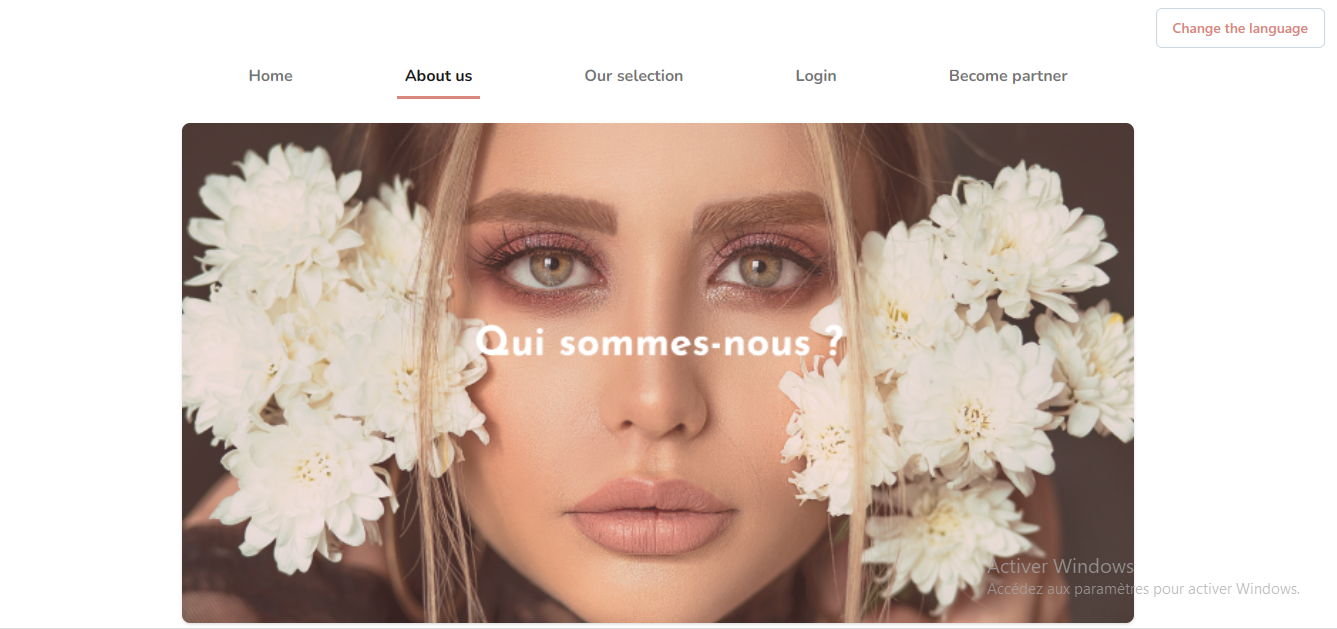 Change the language
Home About us Our selection Login Become partner
Qui sommes-nous ?
Activer Windows
Accédez aux paramètres pour activer Windows.